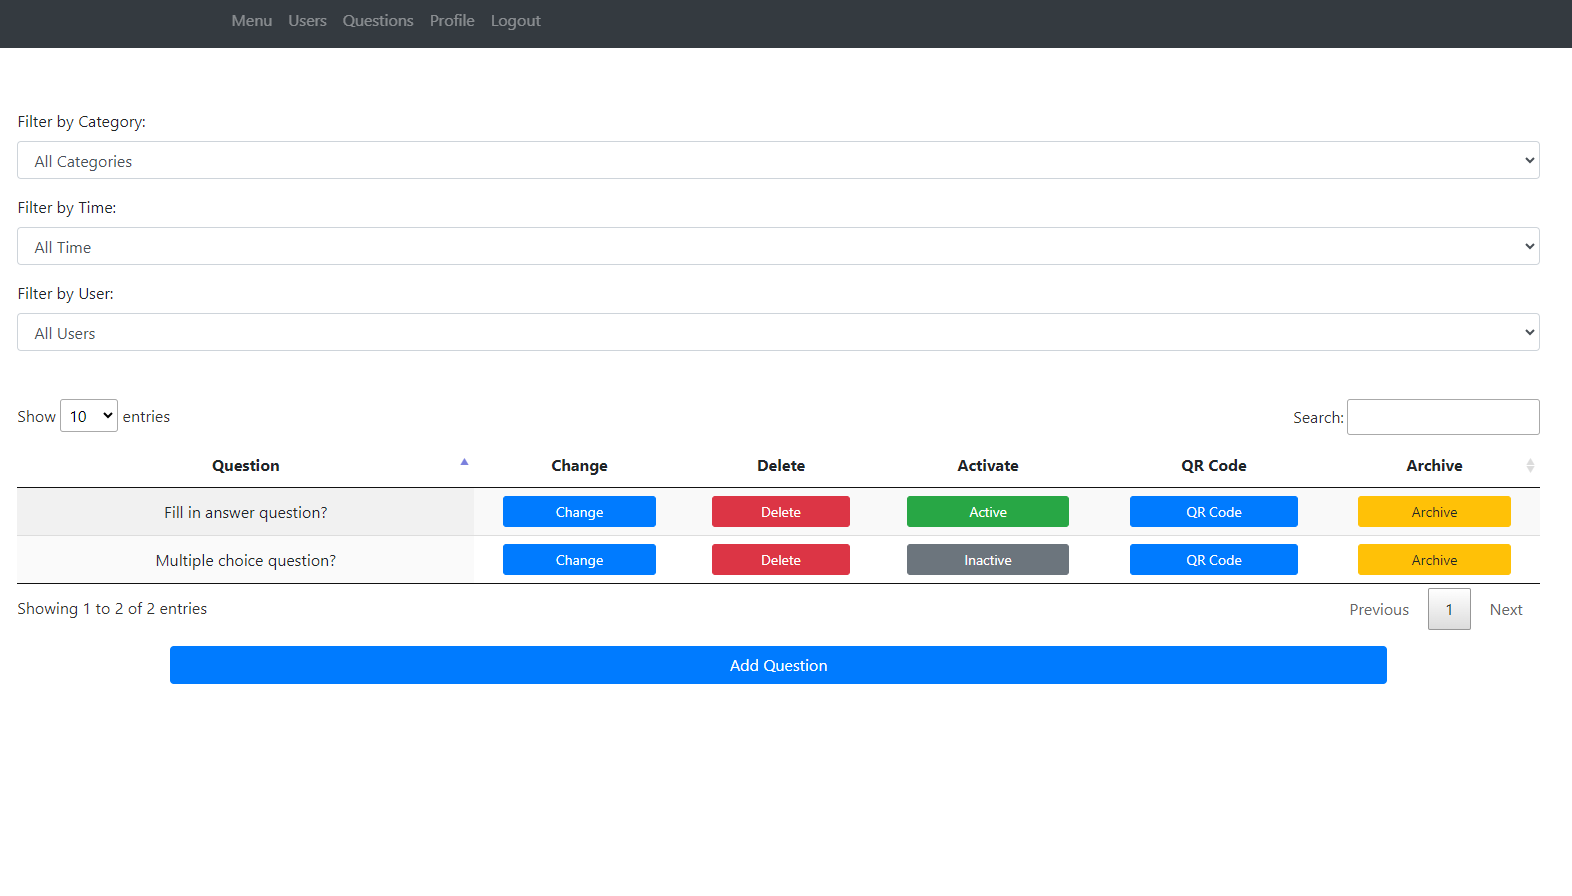 Menu Users Questions Profile Logout
Filter by Category:
All Categories
Filter by Time:
All Time
Filter by User:
All Users
Show 10 entries Search:
Question Change Delete Activate QR Code Archive
Fill in answer question? Change Delete Active QR Code Archive
Multiple choice question? Change Delete Inactive QR Code Archive
Showing 1 to 2 of 2 entries Previous 1 Next
Add Question